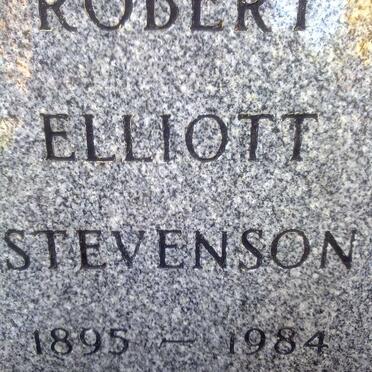 ROBERT
ELLIOTT
STEVENSON
1895 — 1984